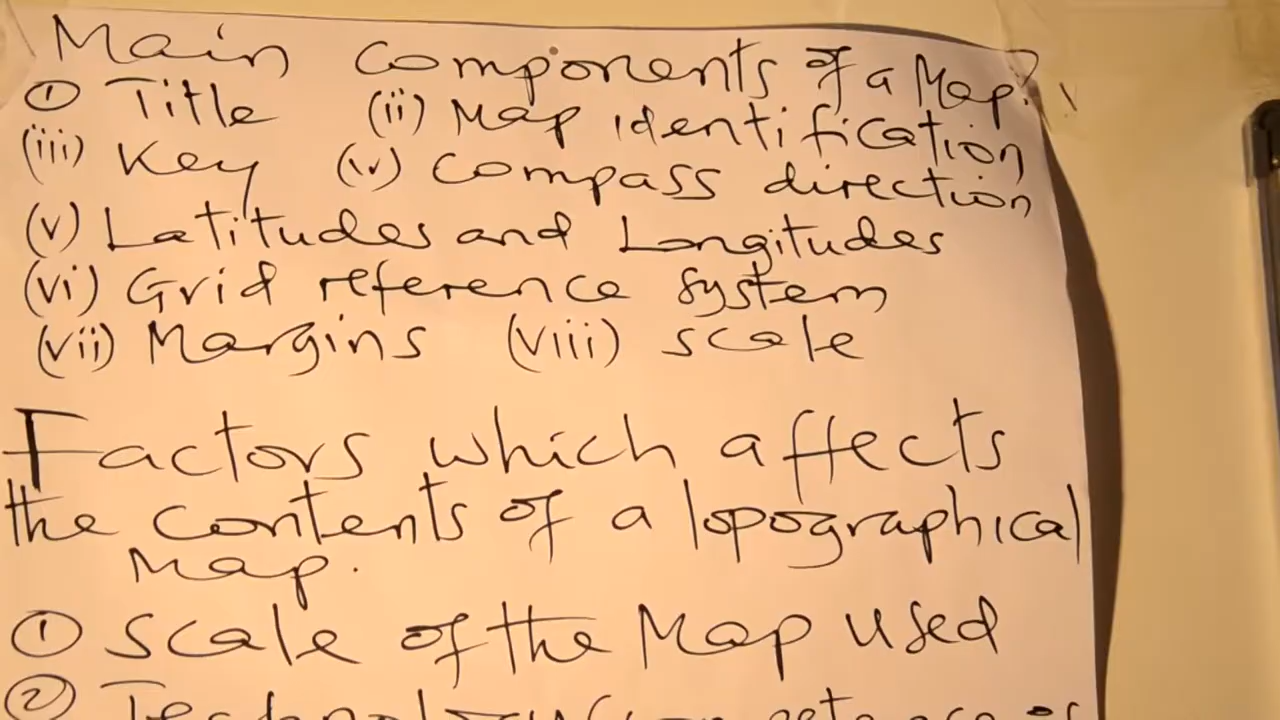 Main components of a Map?
① Title (ii) Map identification
(iii) Key (iv) compass direction
(v) Latitudes and Longitudes
(vi) Grid reference system
(vii) Margins (viii) scale
Factors which affects
the contents of a Topographical
Map.
① Scale of the Map used
②